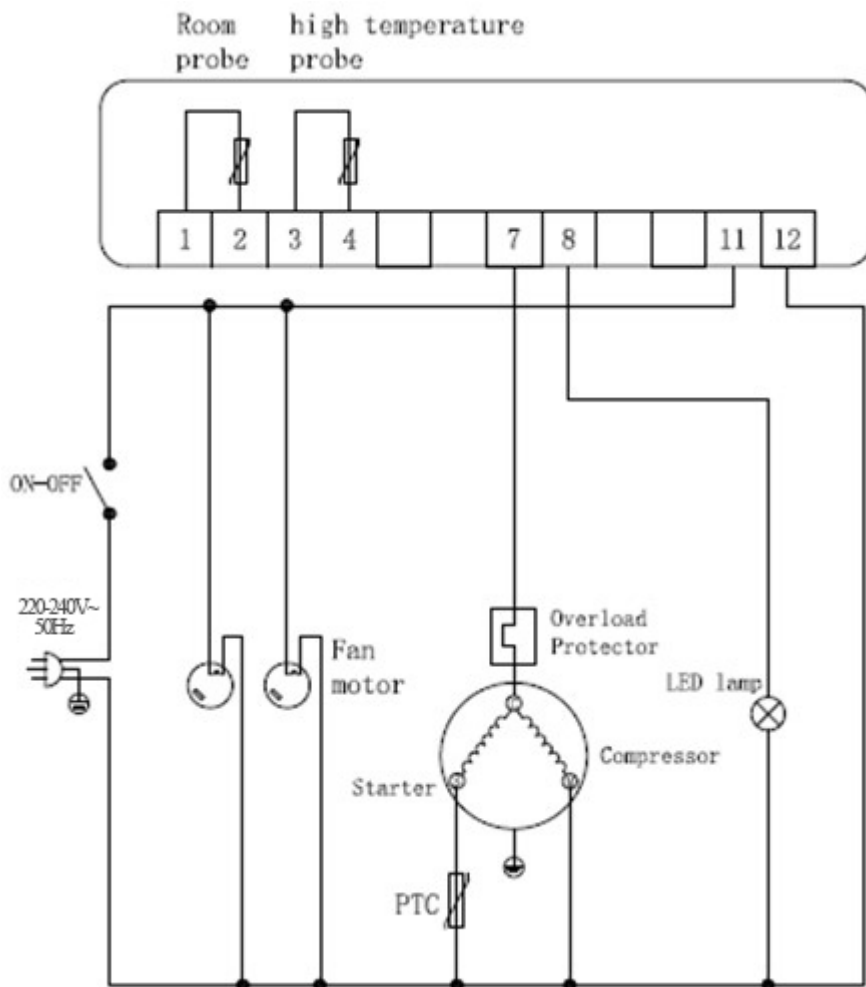 Room
probe
high temperature
probe
1 2 3 4 7 8 11 12
ON-OFF
220-240V~
50Hz
Fan
motor
Overload
Protector
LED lamp
Compressor
Starter
C
S
PTC